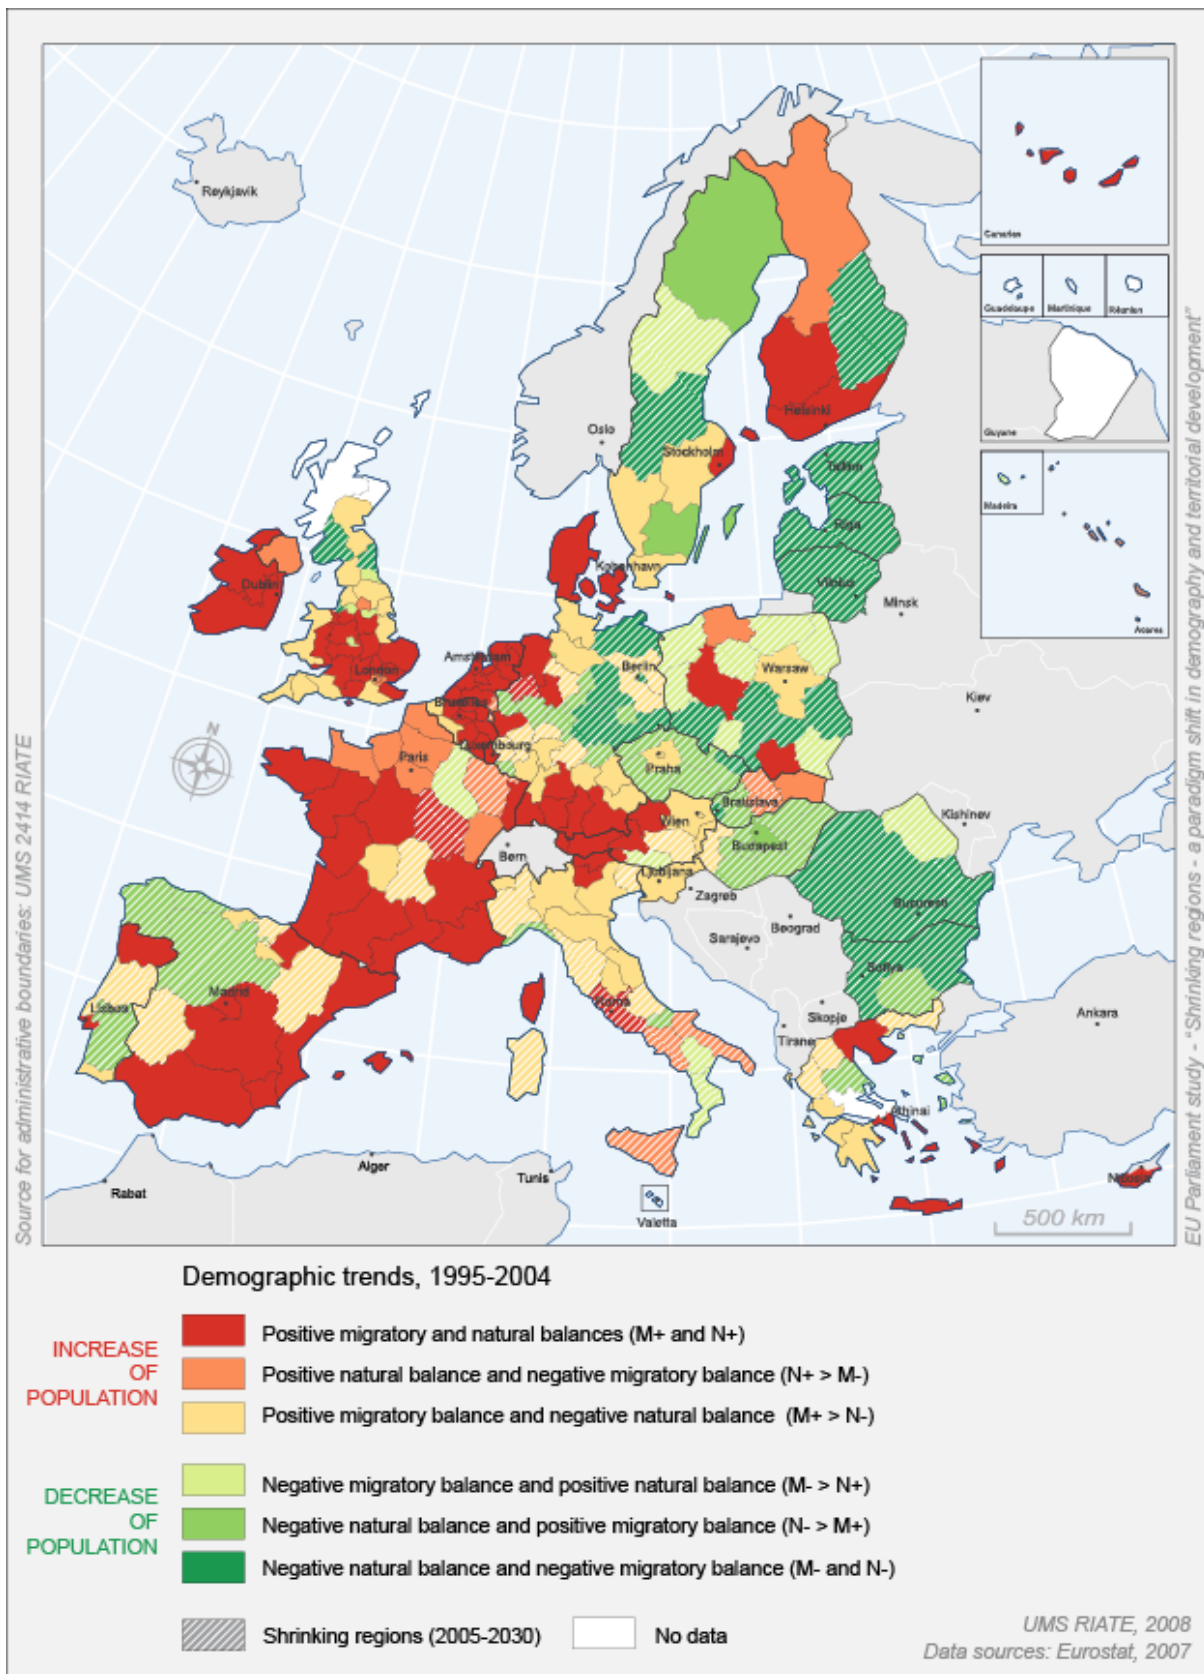 Reykjavik
Canarias
Guadeloupe
Martinique
Réunion
Guyane
Madeira
Acores
Oslo
Stockholm
Helsinki
Tallinn
Riga
Vilnius
Minsk
København
Dublin
London
Amsterdam
Berlin
Warsaw
Kiev
Luxembourg
Paris
Praha
Kishinev
Bratislava
Wien
Budapest
Bern
Ljubljana
Zagreb
Bucuresti
Beograd
Sarajevo
Sofiya
Madrid
Roma
Skopje
Ankara
Lisboa
Tirane
Athinai
Nicosia
Alger
Tunis
Rabat
Valetta
N
500 km
Source for administrative boundaries: UMS 2414 RIATE
EU Parliament study - "Shrinking regions - a paradigm shift in demography and territorial development"
Demographic trends, 1995-2004
INCREASE
OF
POPULATION
Positive migratory and natural balances (M+ and N+)
Positive natural balance and negative migratory balance (N+ > M-)
Positive migratory balance and negative natural balance (M+ > N-)
DECREASE
OF
POPULATION
Negative migratory balance and positive natural balance (M- > N+)
Negative natural balance and positive migratory balance (N- > M+)
Negative natural balance and negative migratory balance (M- and N-)
Shrinking regions (2005-2030)
No data
UMS RIATE, 2008
Data sources: Eurostat, 2007